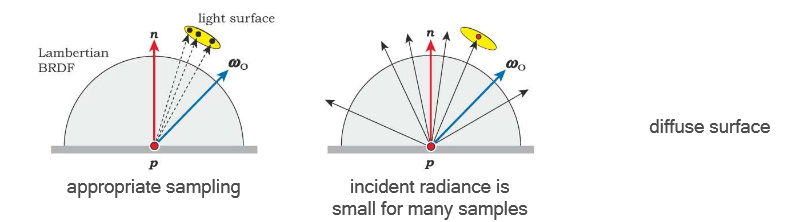 light surface
n
Lambertian
BRDF
ωo
p
appropriate sampling
n
ωo
p
incident radiance is
small for many samples
diffuse surface